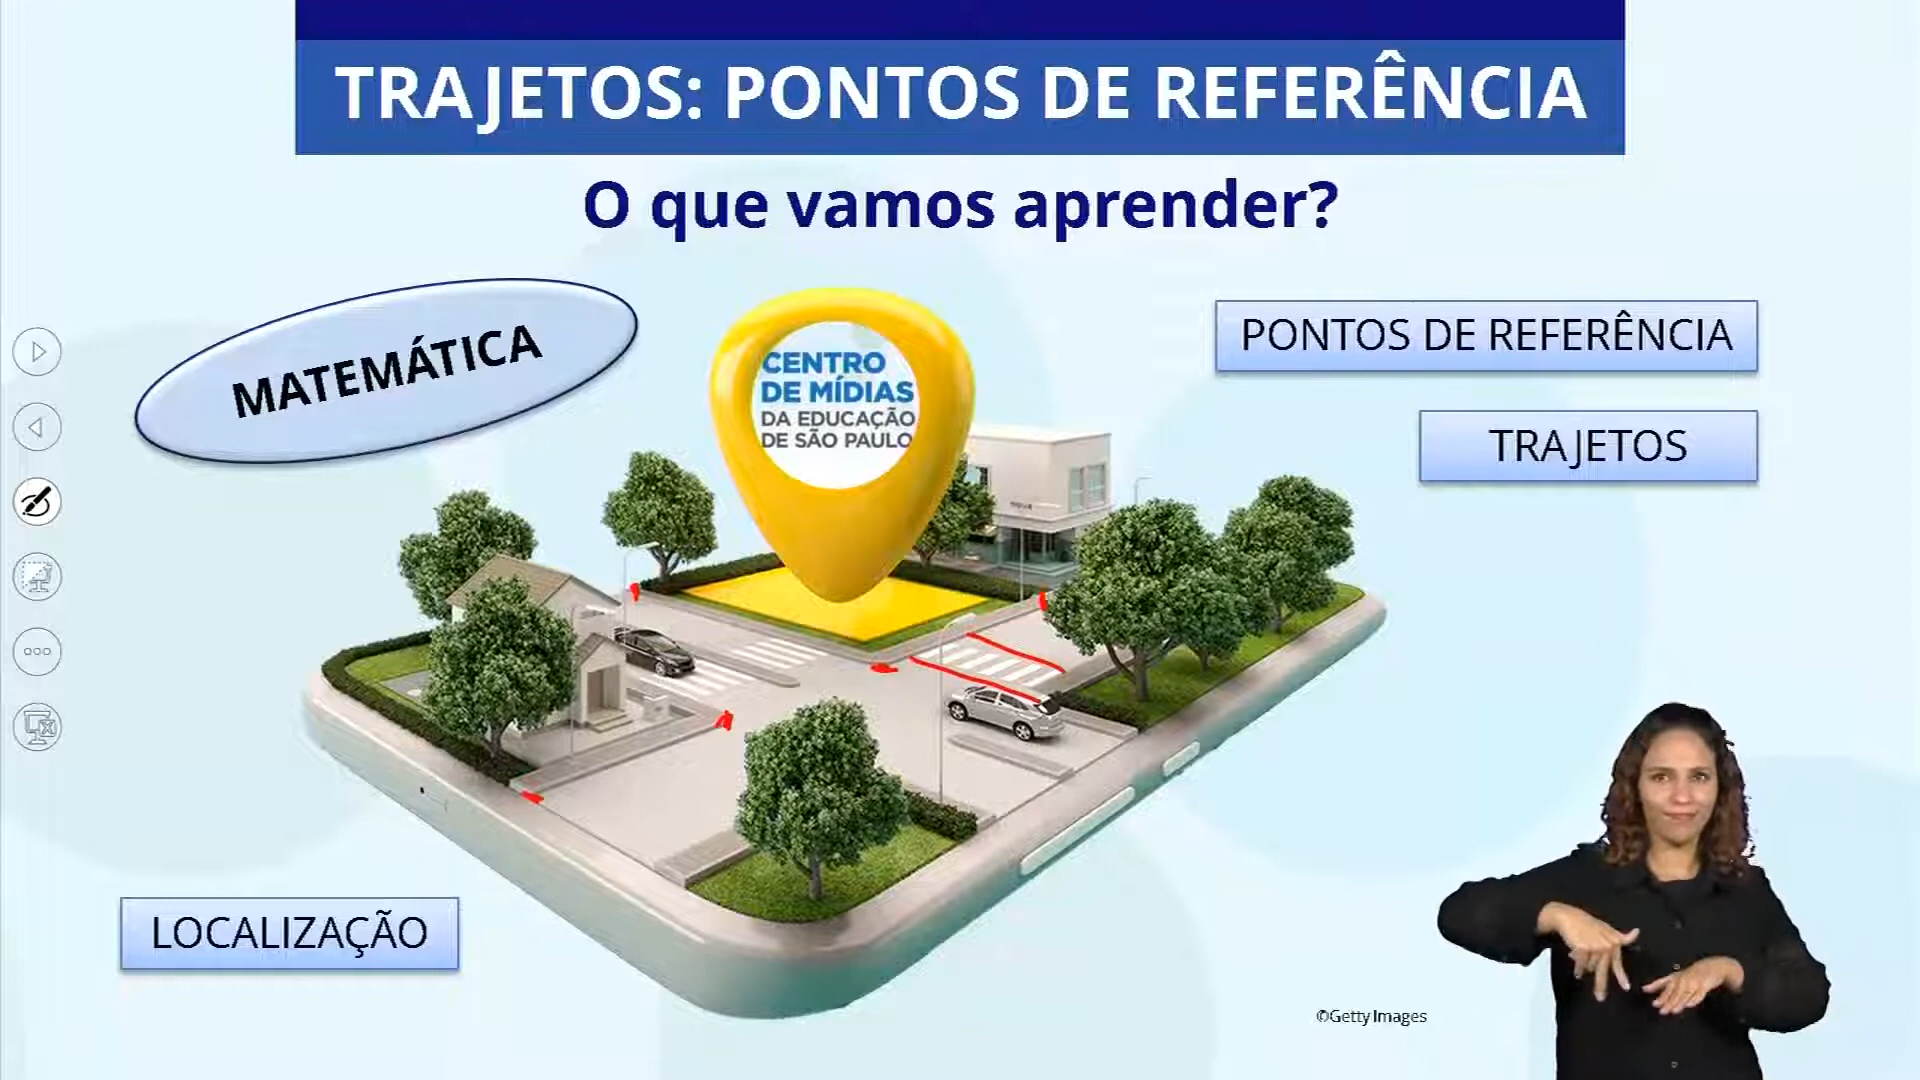 TRAJETOS: PONTOS DE REFERÊNCIA
O que vamos aprender?
MATEMÁTICA
CENTRO
DE MÍDIAS
DA EDUCAÇÃO
DE SÃO PAULO
PONTOS DE REFERÊNCIA
TRAJETOS
LOCALIZAÇÃO
©Getty Images